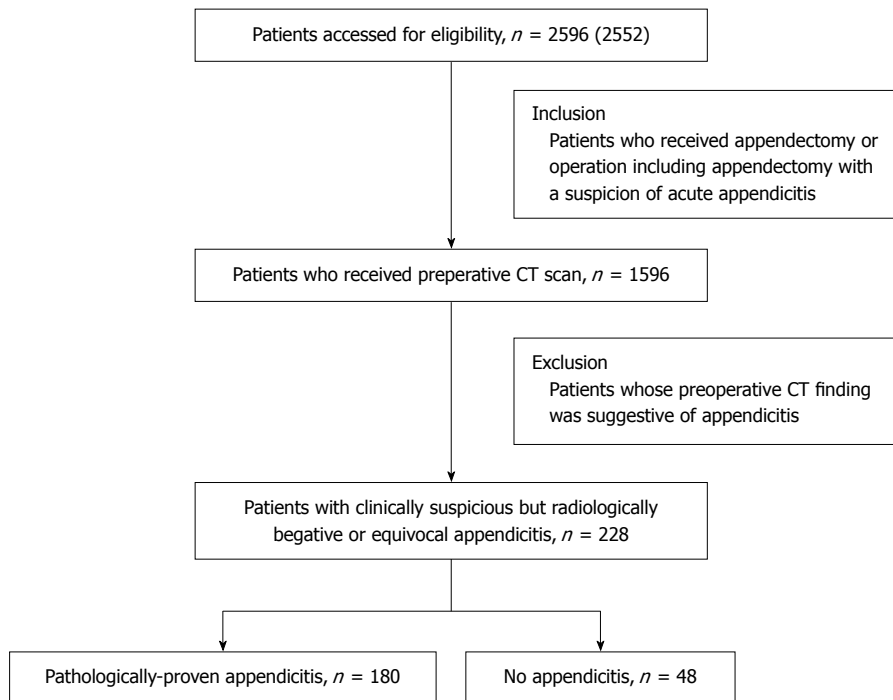 Patients accessed for eligibility, n = 2596 (2552)
Inclusion
Patients who received appendectomy or
operation including appendectomy with
a suspicion of acute appendicitis
Patients who received preperative CT scan, n = 1596
Exclusion
Patients whose preoperative CT finding
was suggestive of appendicitis
Patients with clinically suspicious but radiologically
begative or equivocal appendicitis, n = 228
Pathologically-proven appendicitis, n = 180
No appendicitis, n = 48